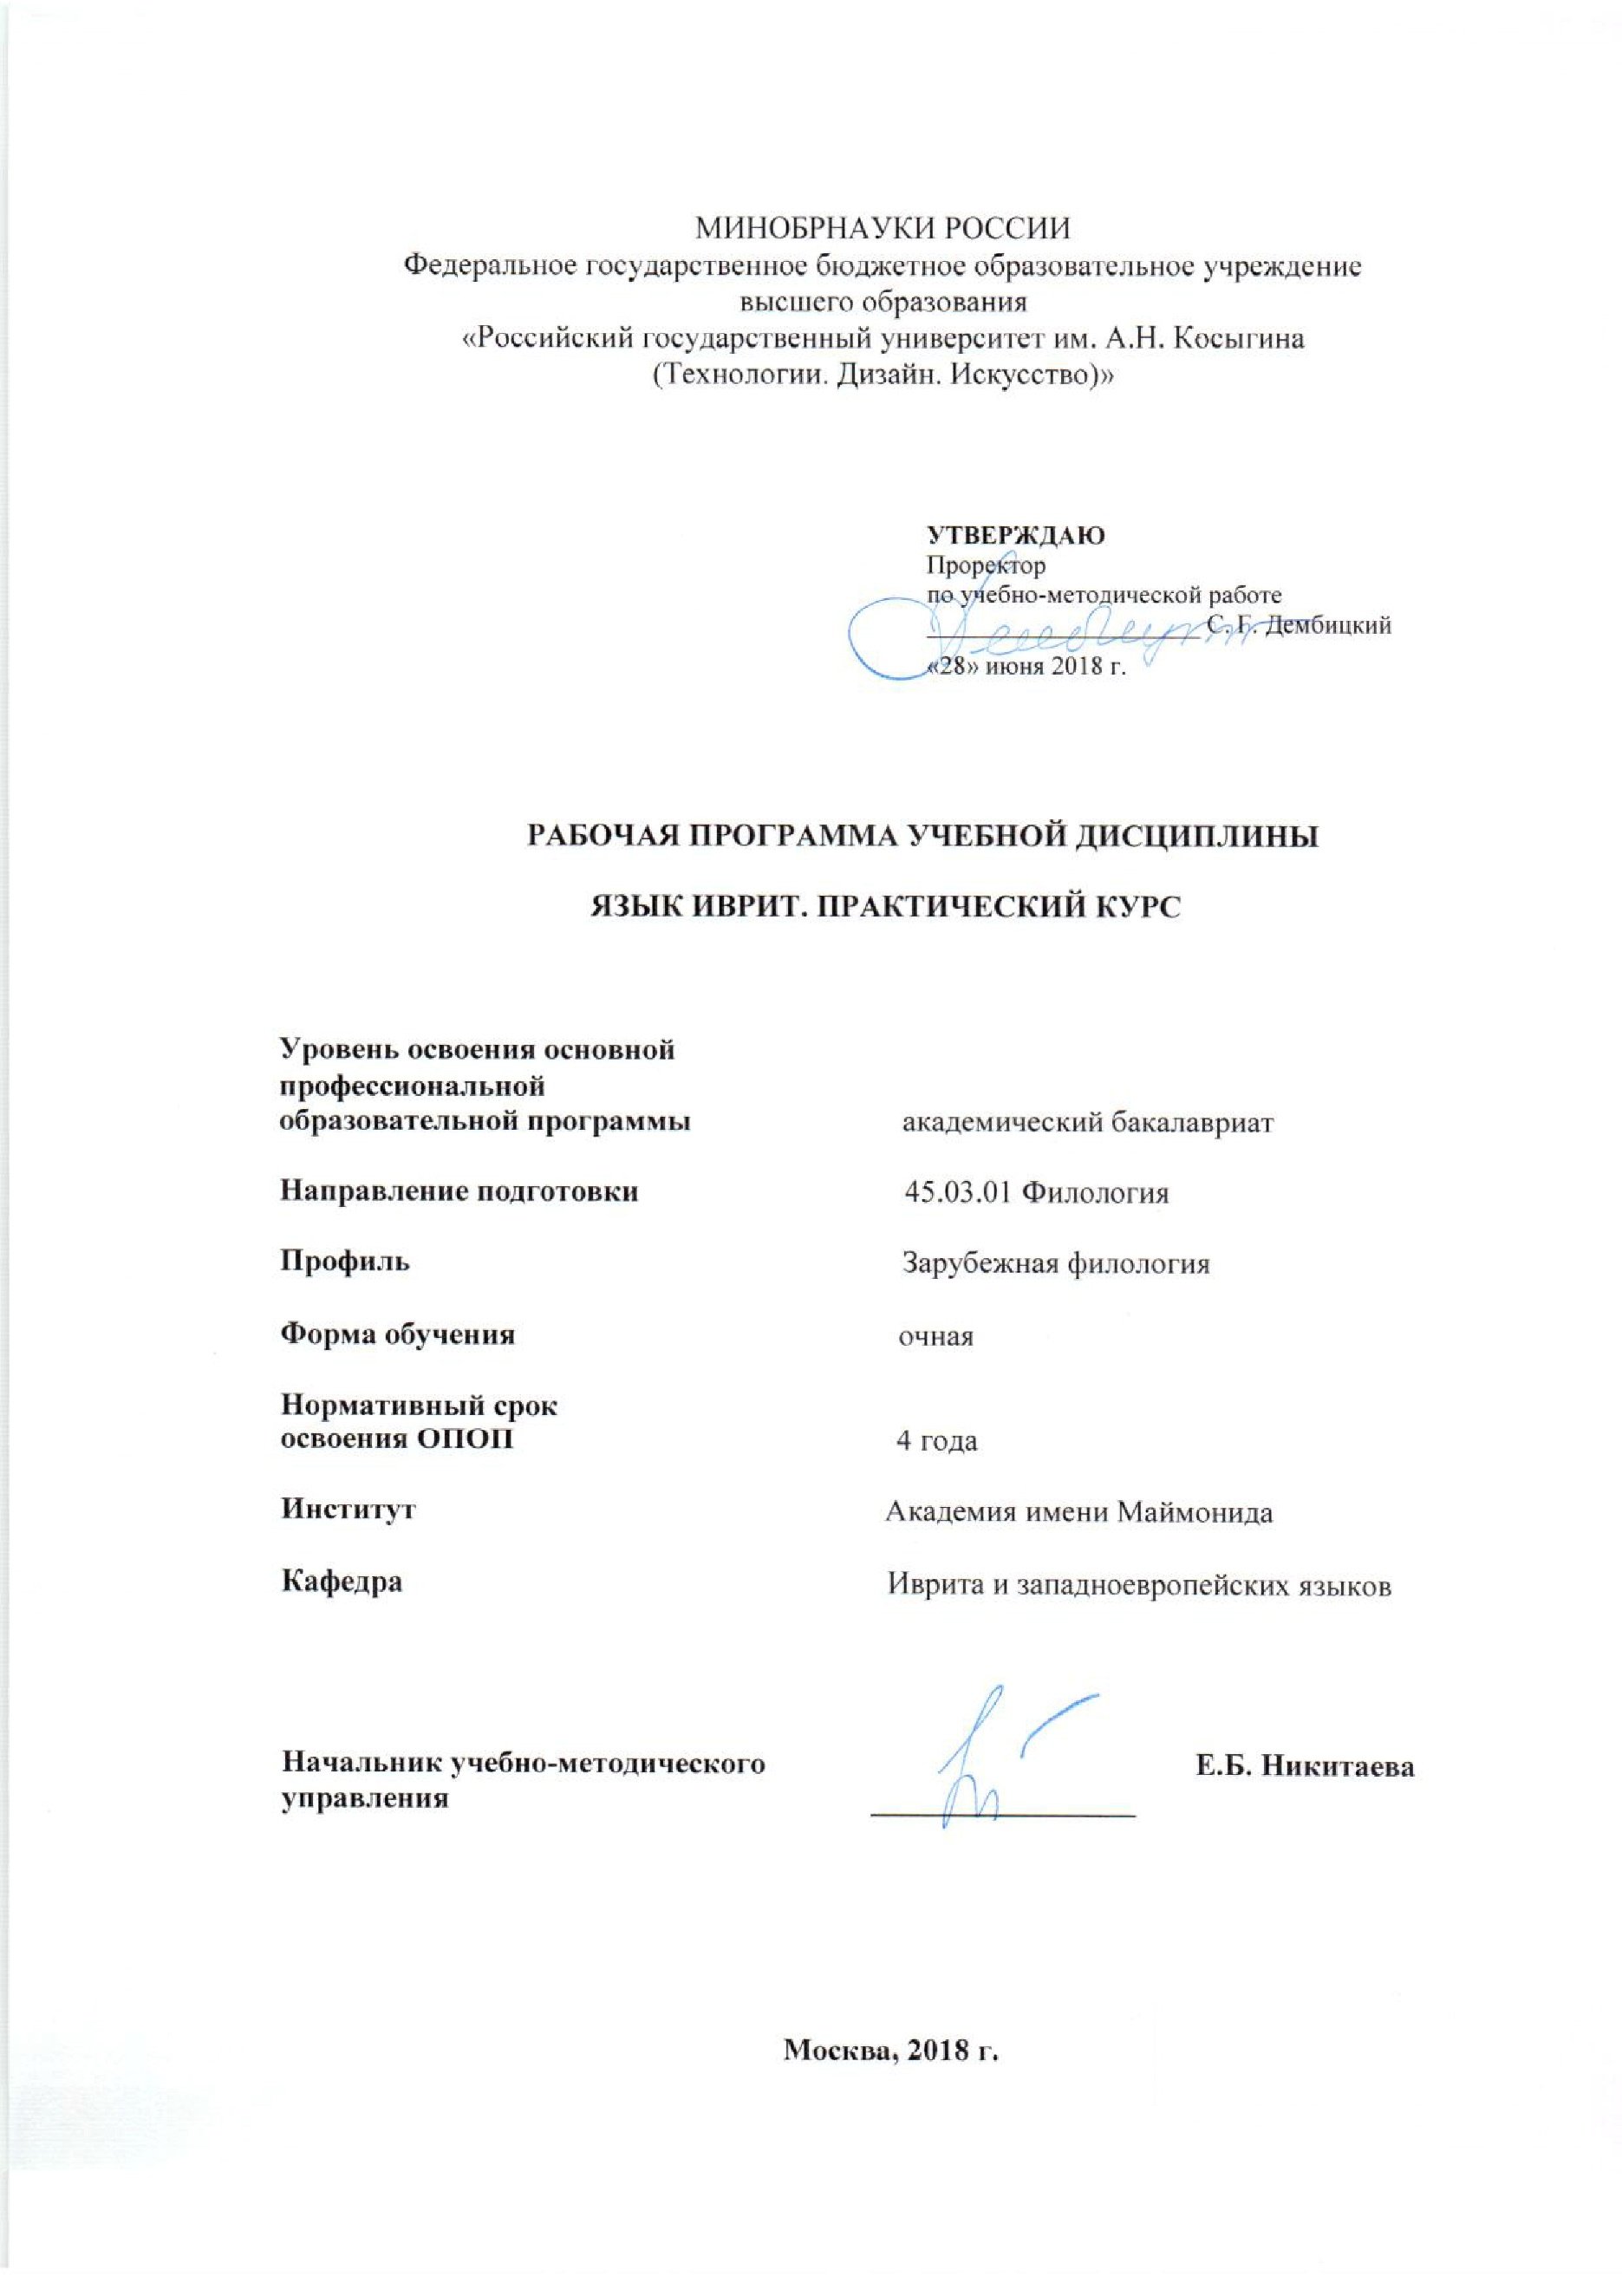 МИНОБРНАУКИ РОССИИ
Федеральное государственное бюджетное образовательное учреждение
высшего образования
«Российский государственный университет им. А.Н. Косыгина
(Технологии. Дизайн. Искусство)»
УТВЕРЖДАЮ
Проректор
по учебно-методической работе
С. Г. Дембицкий
«28» июня 2018 г.
РАБОЧАЯ ПРОГРАММА УЧЕБНОЙ ДИСЦИПЛИНЫ
ЯЗЫК ИВРИТ. ПРАКТИЧЕСКИЙ КУРС
Уровень освоения основной
профессиональной
образовательной программы академический бакалавриат
Направление подготовки 45.03.01 Филология
Профиль Зарубежная филология
Форма обучения очная
Нормативный срок
освоения ОПОП 4 года
Институт Академия имени Маймонида
Кафедра Иврита и западноевропейских языков
Начальник учебно-методического Е.Б. Никитаева
управления
Москва, 2018 г.